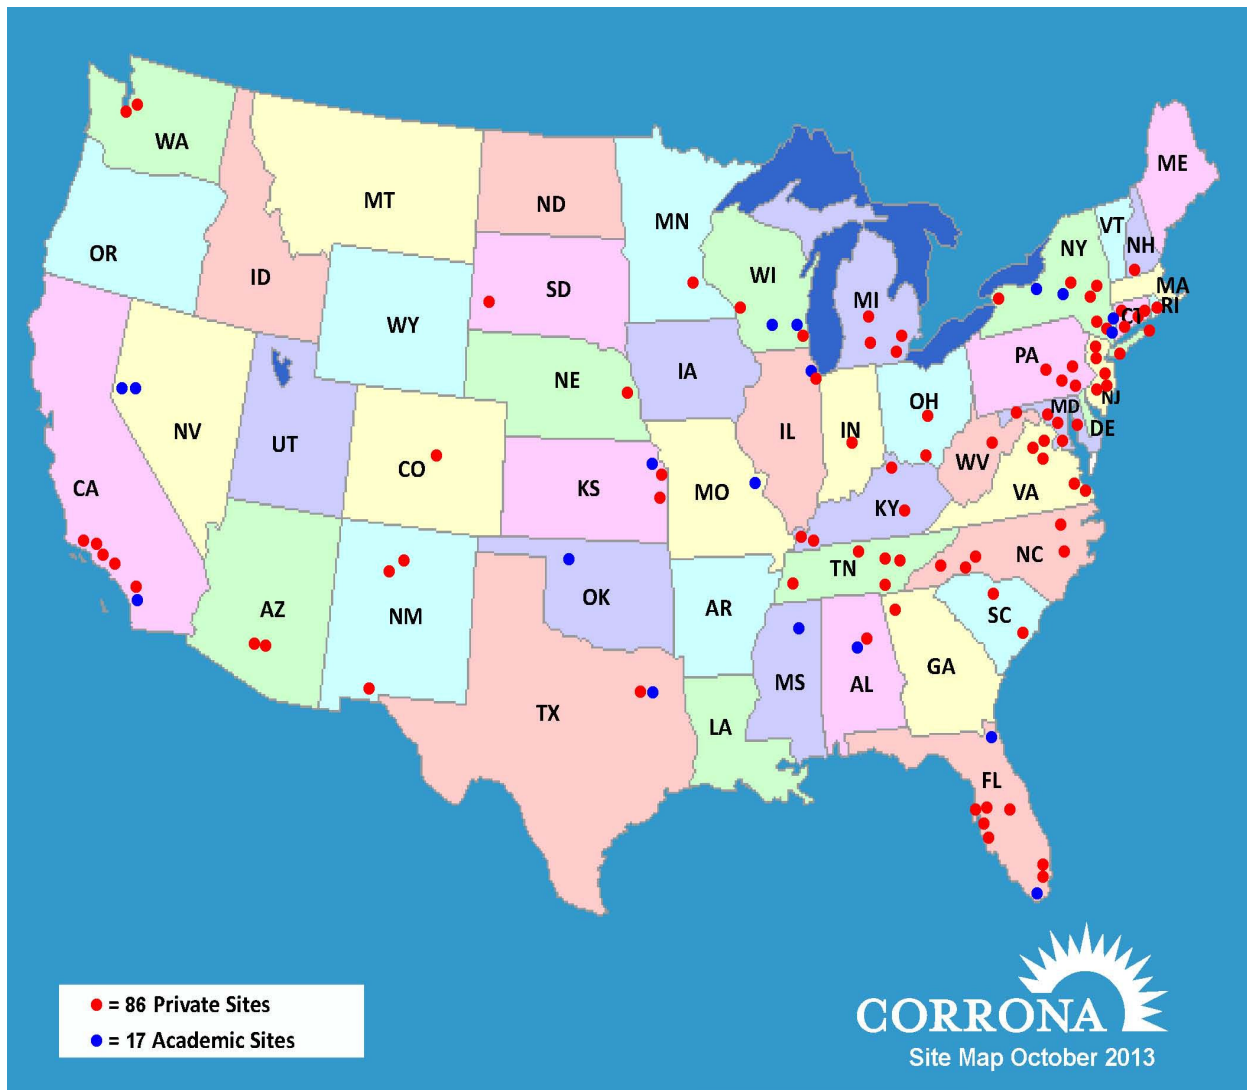 ME
WA
VT
MT
ND
MN
NH
NY
OR
WI
ID
SD
MA
MI
RI
CT
WY
PA
IA
NE
OH
NJ
MD
DE
NV
UT
IL
IN
CO
WV
CA
KS
MO
VA
KY
NC
TN
OK
AR
AZ
NM
SC
GA
MS
AL
TX
LA
FL
= 86 Private Sites
= 17 Academic Sites
CORRONA
Site Map October 2013